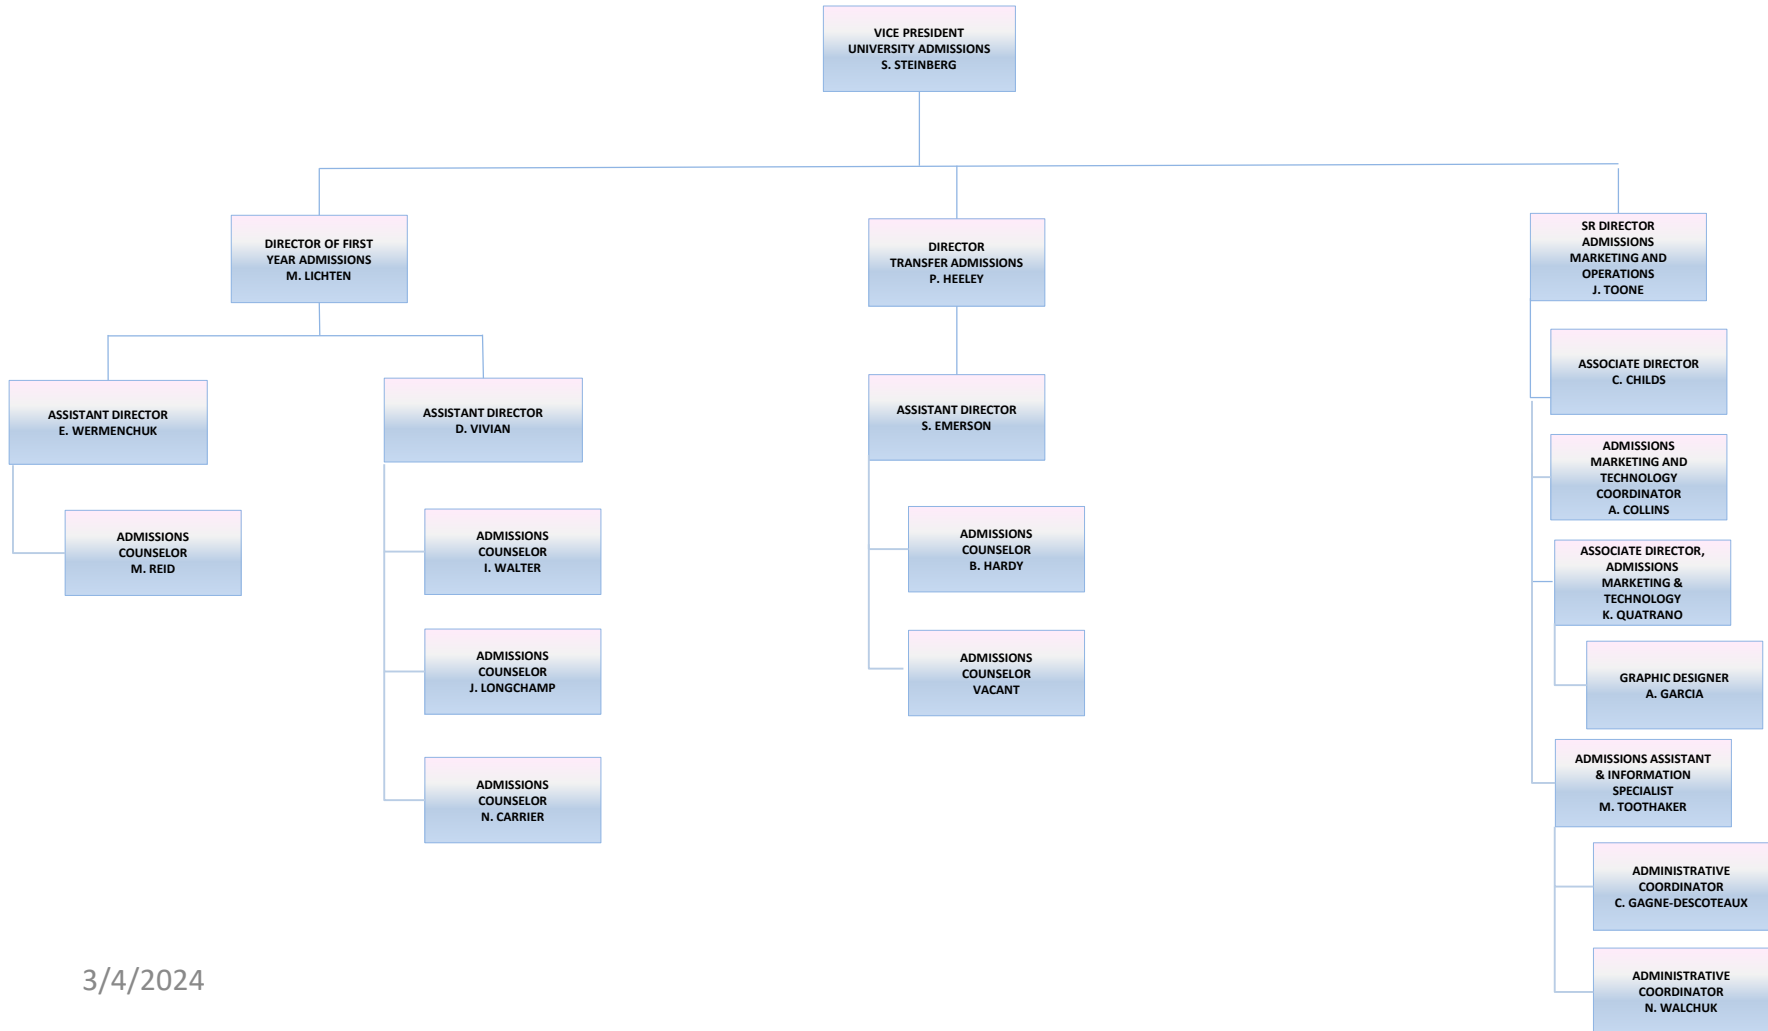 VICE PRESIDENT
UNIVERSITY ADMISSIONS
S. STEINBERG
DIRECTOR OF FIRST
YEAR ADMISSIONS
M. LICHTEN
DIRECTOR
TRANSFER ADMISSIONS
P. HEELEY
SR DIRECTOR
ADMISSIONS
MARKETING AND
OPERATIONS
J. TOONE
ASSISTANT DIRECTOR
E. WERMENCHUK
ADMISSIONS
COUNSELOR
M. REID
ASSISTANT DIRECTOR
D. VIVIAN
ADMISSIONS
COUNSELOR
I. WALTER
ADMISSIONS
COUNSELOR
J. LONGCHAMP
ADMISSIONS
COUNSELOR
N. CARRIER
ASSISTANT DIRECTOR
S. EMERSON
ADMISSIONS
COUNSELOR
B. HARDY
ADMISSIONS
COUNSELOR
VACANT
ASSOCIATE DIRECTOR
C. CHILDS
ADMISSIONS
MARKETING AND
TECHNOLOGY
COORDINATOR
A. COLLINS
ASSOCIATE DIRECTOR,
ADMISSIONS
MARKETING &
TECHNOLOGY
K. QUATRANO
GRAPHIC DESIGNER
A. GARCIA
ADMISSIONS ASSISTANT
& INFORMATION
SPECIALIST
M. TOOTHAKER
ADMINISTRATIVE
COORDINATOR
C. GAGNE-DESCOTEAUX
ADMINISTRATIVE
COORDINATOR
N. WALCHUK
3/4/2024